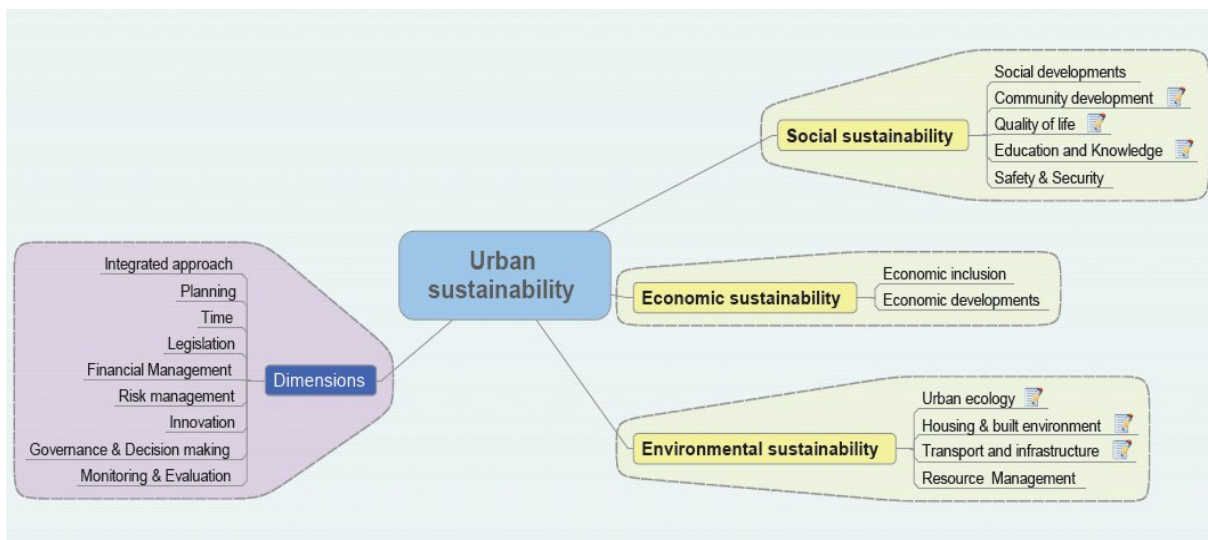 Urban
sustainability
Social sustainability
Social developments
Community development
Quality of life
Education and Knowledge
Safety & Security
Economic sustainability
Economic inclusion
Economic developments
Environmental sustainability
Urban ecology
Housing & built environment
Transport and infrastructure
Resource Management
Dimensions
Integrated approach
Planning
Time
Legislation
Financial Management
Risk management
Innovation
Governance & Decision making
Monitoring & Evaluation